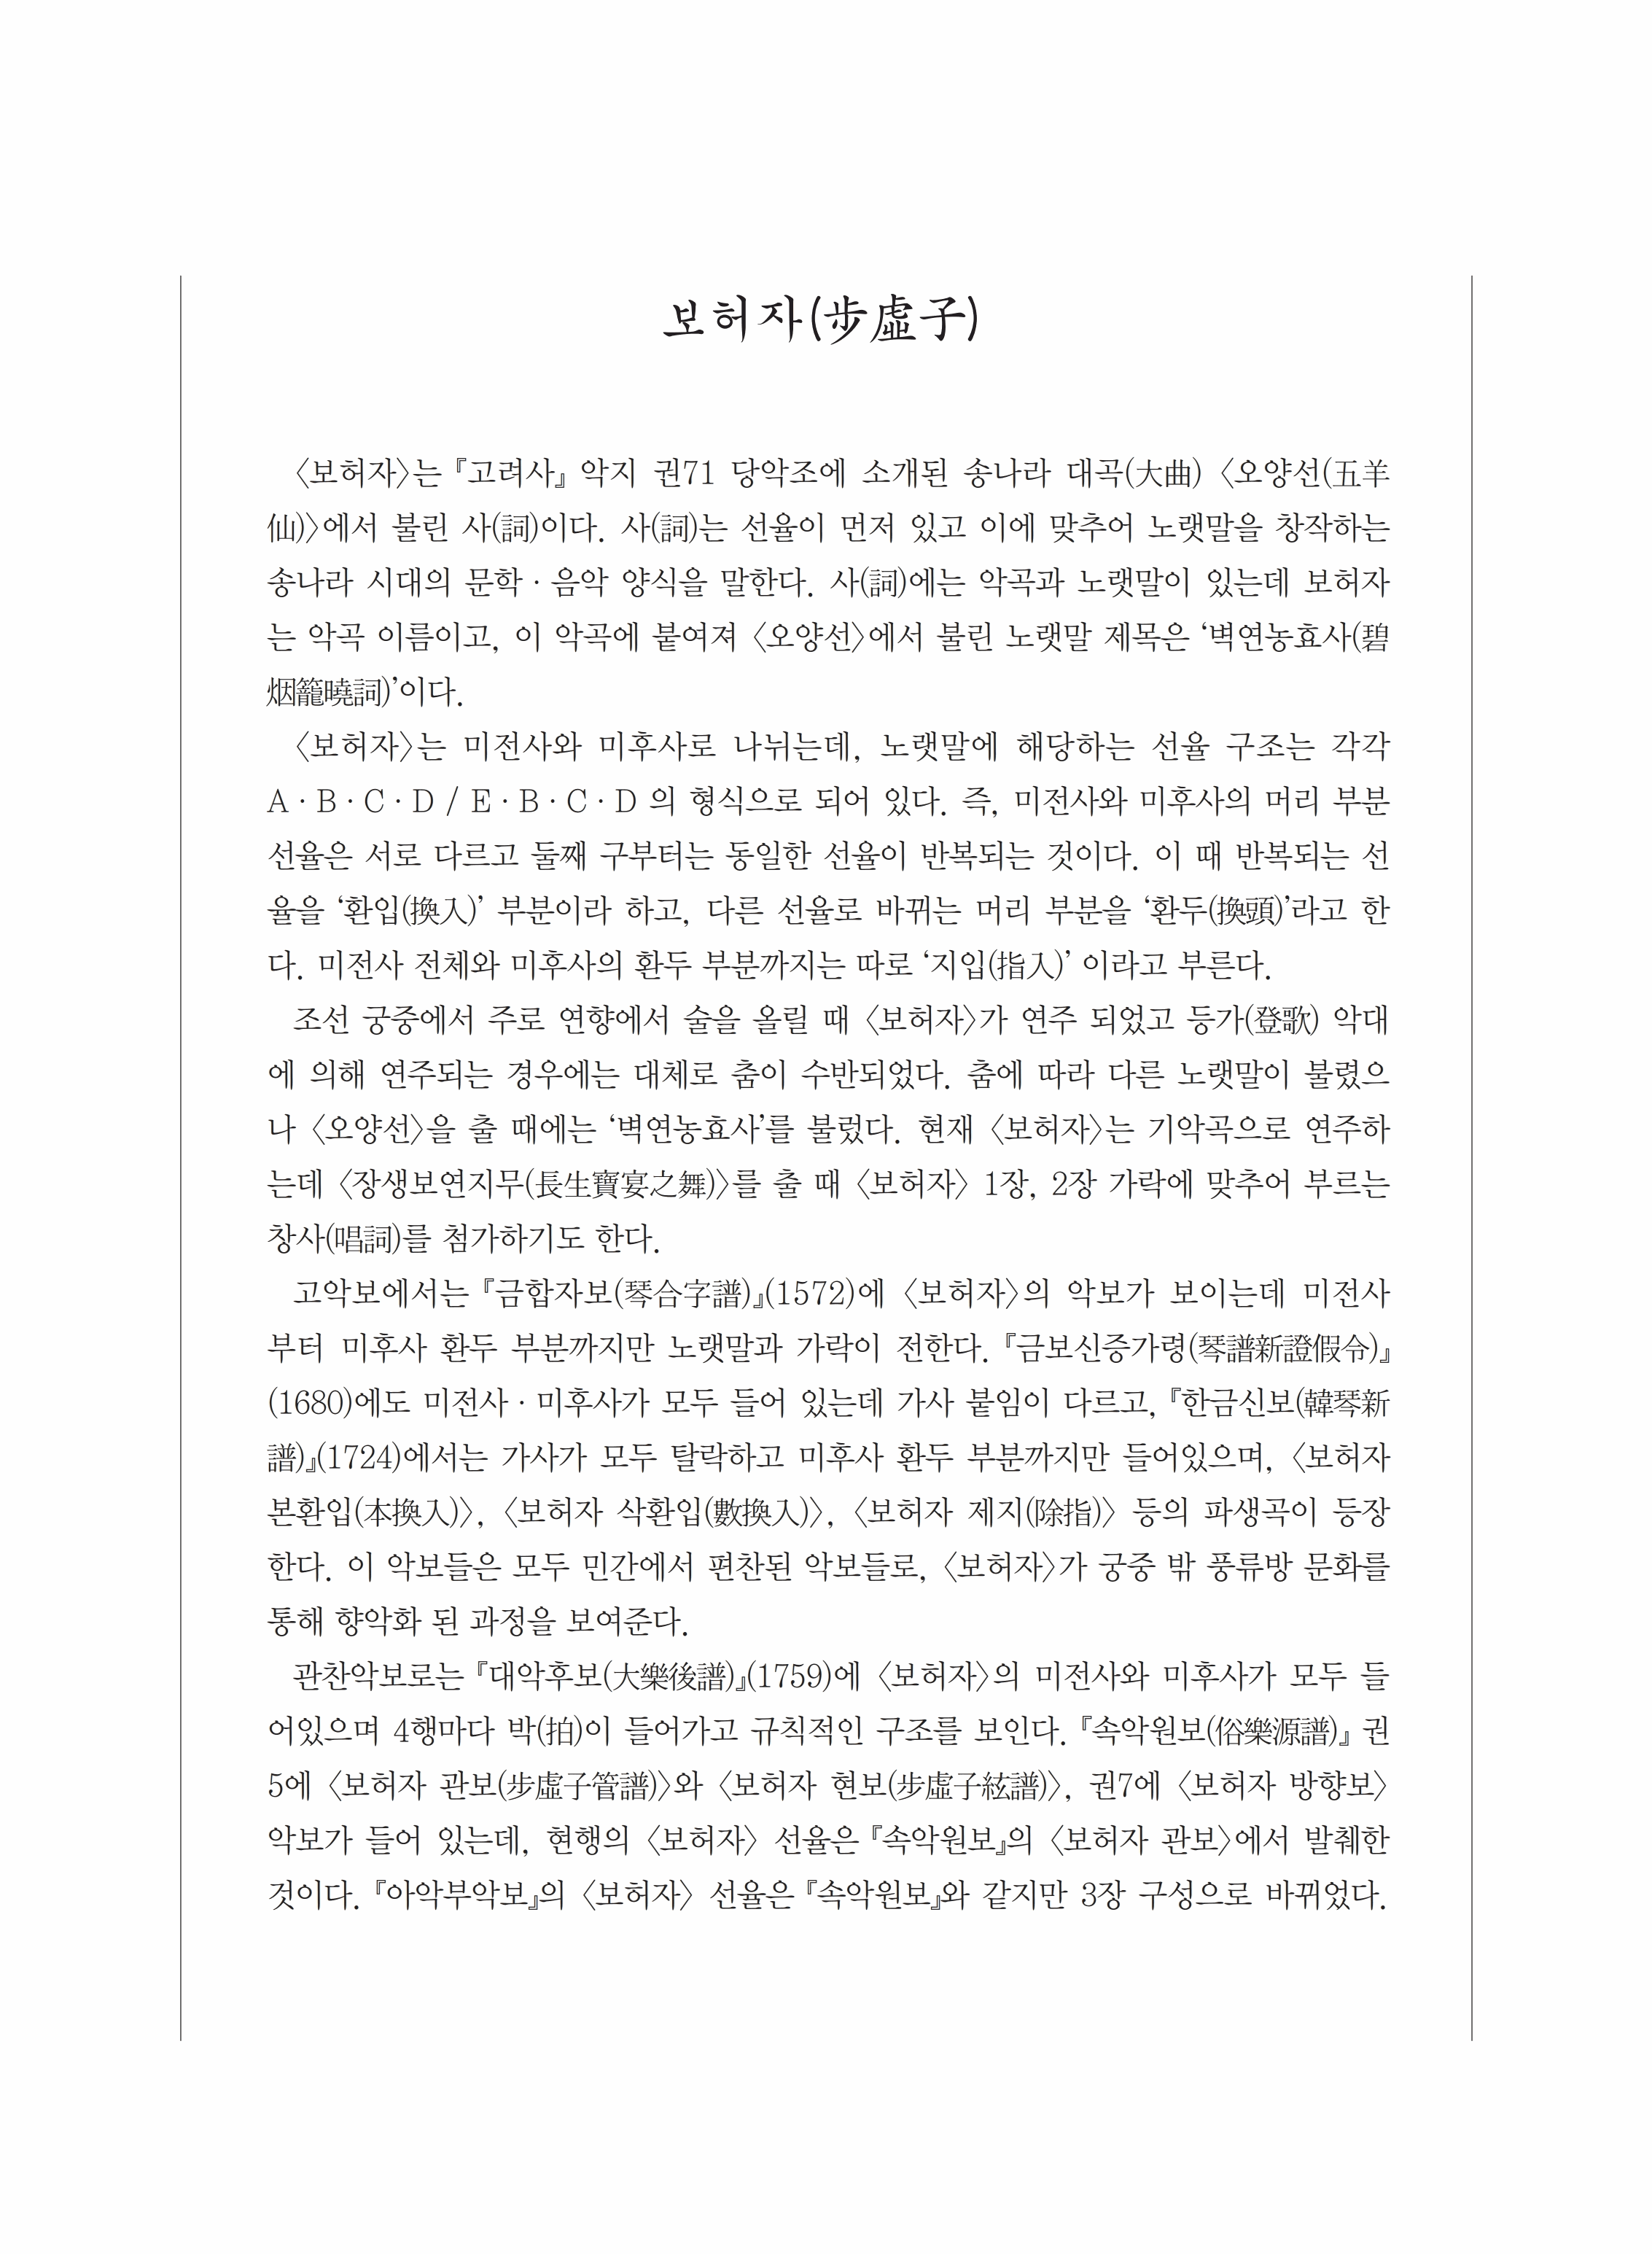 보허자(步虛子)
〈보허자〉는 『고려사』 악지 권71 당악조에 소개된 송나라 대곡(大曲) 〈오양선(五羊
仙)〉에서 불린 사(詞)이다. 사(詞)는 선율이 먼저 있고 이에 맞추어 노랫말을 창작하는
송나라 시대의 문학 · 음악 양식을 말한다. 사(詞)에는 악곡과 노랫말이 있는데 보허자
는 악곡 이름이고, 이 악곡에 붙여져 〈오양선〉에서 불린 노랫말 제목은 ‘벽연농효사(碧
烟籠曉詞)’이다.
〈보허자〉는 미전사와 미후사로 나뉘는데, 노랫말에 해당하는 선율 구조는 각각
A · B · C · D / E · B · C · D 의 형식으로 되어 있다. 즉, 미전사와 미후사의 머리 부분
선율은 서로 다르고 둘째 구부터는 동일한 선율이 반복되는 것이다. 이 때 반복되는 선
율을 ‘환입(換入)’ 부분이라 하고, 다른 선율로 바뀌는 머리 부분을 ‘환두(換頭)’라고 한
다. 미전사 전체와 미후사의 환두 부분까지는 따로 ‘지입(指入)’ 이라고 부른다.
조선 궁중에서 주로 연향에서 술을 올릴 때 〈보허자〉가 연주 되었고 등가(登歌) 악대
에 의해 연주되는 경우에는 대체로 춤이 수반되었다. 춤에 따라 다른 노랫말이 불렸으
나 〈오양선〉을 출 때에는 ‘벽연농효사’를 불렀다. 현재 〈보허자〉는 기악곡으로 연주하
는데 〈장생보연지무(長生寶宴之舞)〉를 출 때 〈보허자〉 1장, 2장 가락에 맞추어 부르는
창사(唱詞)를 첨가하기도 한다.
고악보에서는 『금합자보(琴合字譜)』(1572)에 〈보허자〉의 악보가 보이는데 미전사
부터 미후사 환두 부분까지만 노랫말과 가락이 전한다. 『금보신증가령(琴譜新證假令)』
(1680)에도 미전사 · 미후사가 모두 들어 있는데 가사 붙임이 다르고, 『한금신보(韓琴新
譜)』(1724)에서는 가사가 모두 탈락하고 미후사 환두 부분까지만 들어있으며, 〈보허자
본환입(本換入)〉, 〈보허자 삭환입(數換入)〉, 〈보허자 제지(除指)〉 등의 파생곡이 등장
한다. 이 악보들은 모두 민간에서 편찬된 악보들로, 〈보허자〉가 궁중 밖 풍류방 문화를
통해 향악화 된 과정을 보여준다.
관찬악보로는 『대악후보(大樂後譜)』(1759)에 〈보허자〉의 미전사와 미후사가 모두 들
어있으며 4행마다 박(拍)이 들어가고 규칙적인 구조를 보인다. 『속악원보(俗樂源譜)』 권
5에 〈보허자 관보(步虛子管譜)〉와 〈보허자 현보(步虛子絃譜)〉, 권7에 〈보허자 방향보〉
악보가 들어 있는데, 현행의 〈보허자〉 선율은 『속악원보』의 〈보허자 관보〉에서 발췌한
것이다. 『아악부악보』의 〈보허자〉 선율은 『속악원보』와 같지만 3장 구성으로 바뀌었다.